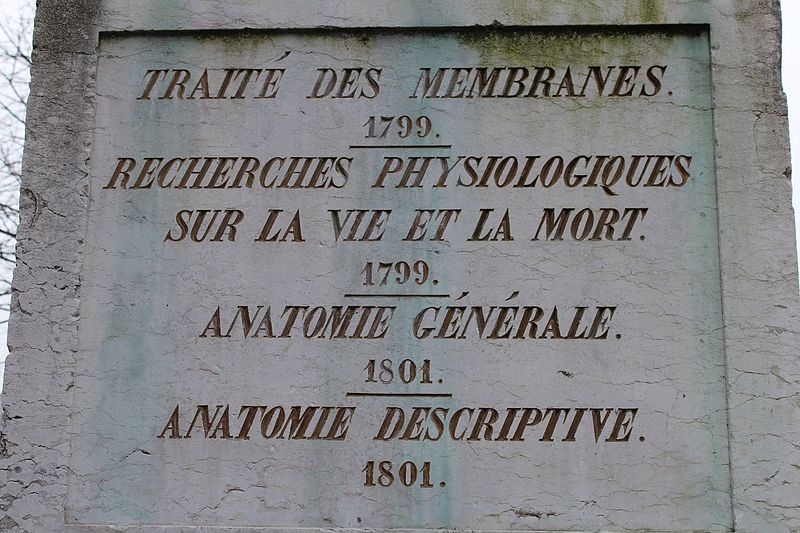 TRAITÉ DES MEMBRANES.
1799.
RECHERCHES PHYSIOLOGIQUES
SUR LA VIE ET LA MORT.
1799.
ANATOMIE GÉNÉRALE.
1801.
ANATOMIE DESCRIPTIVE.
1801.